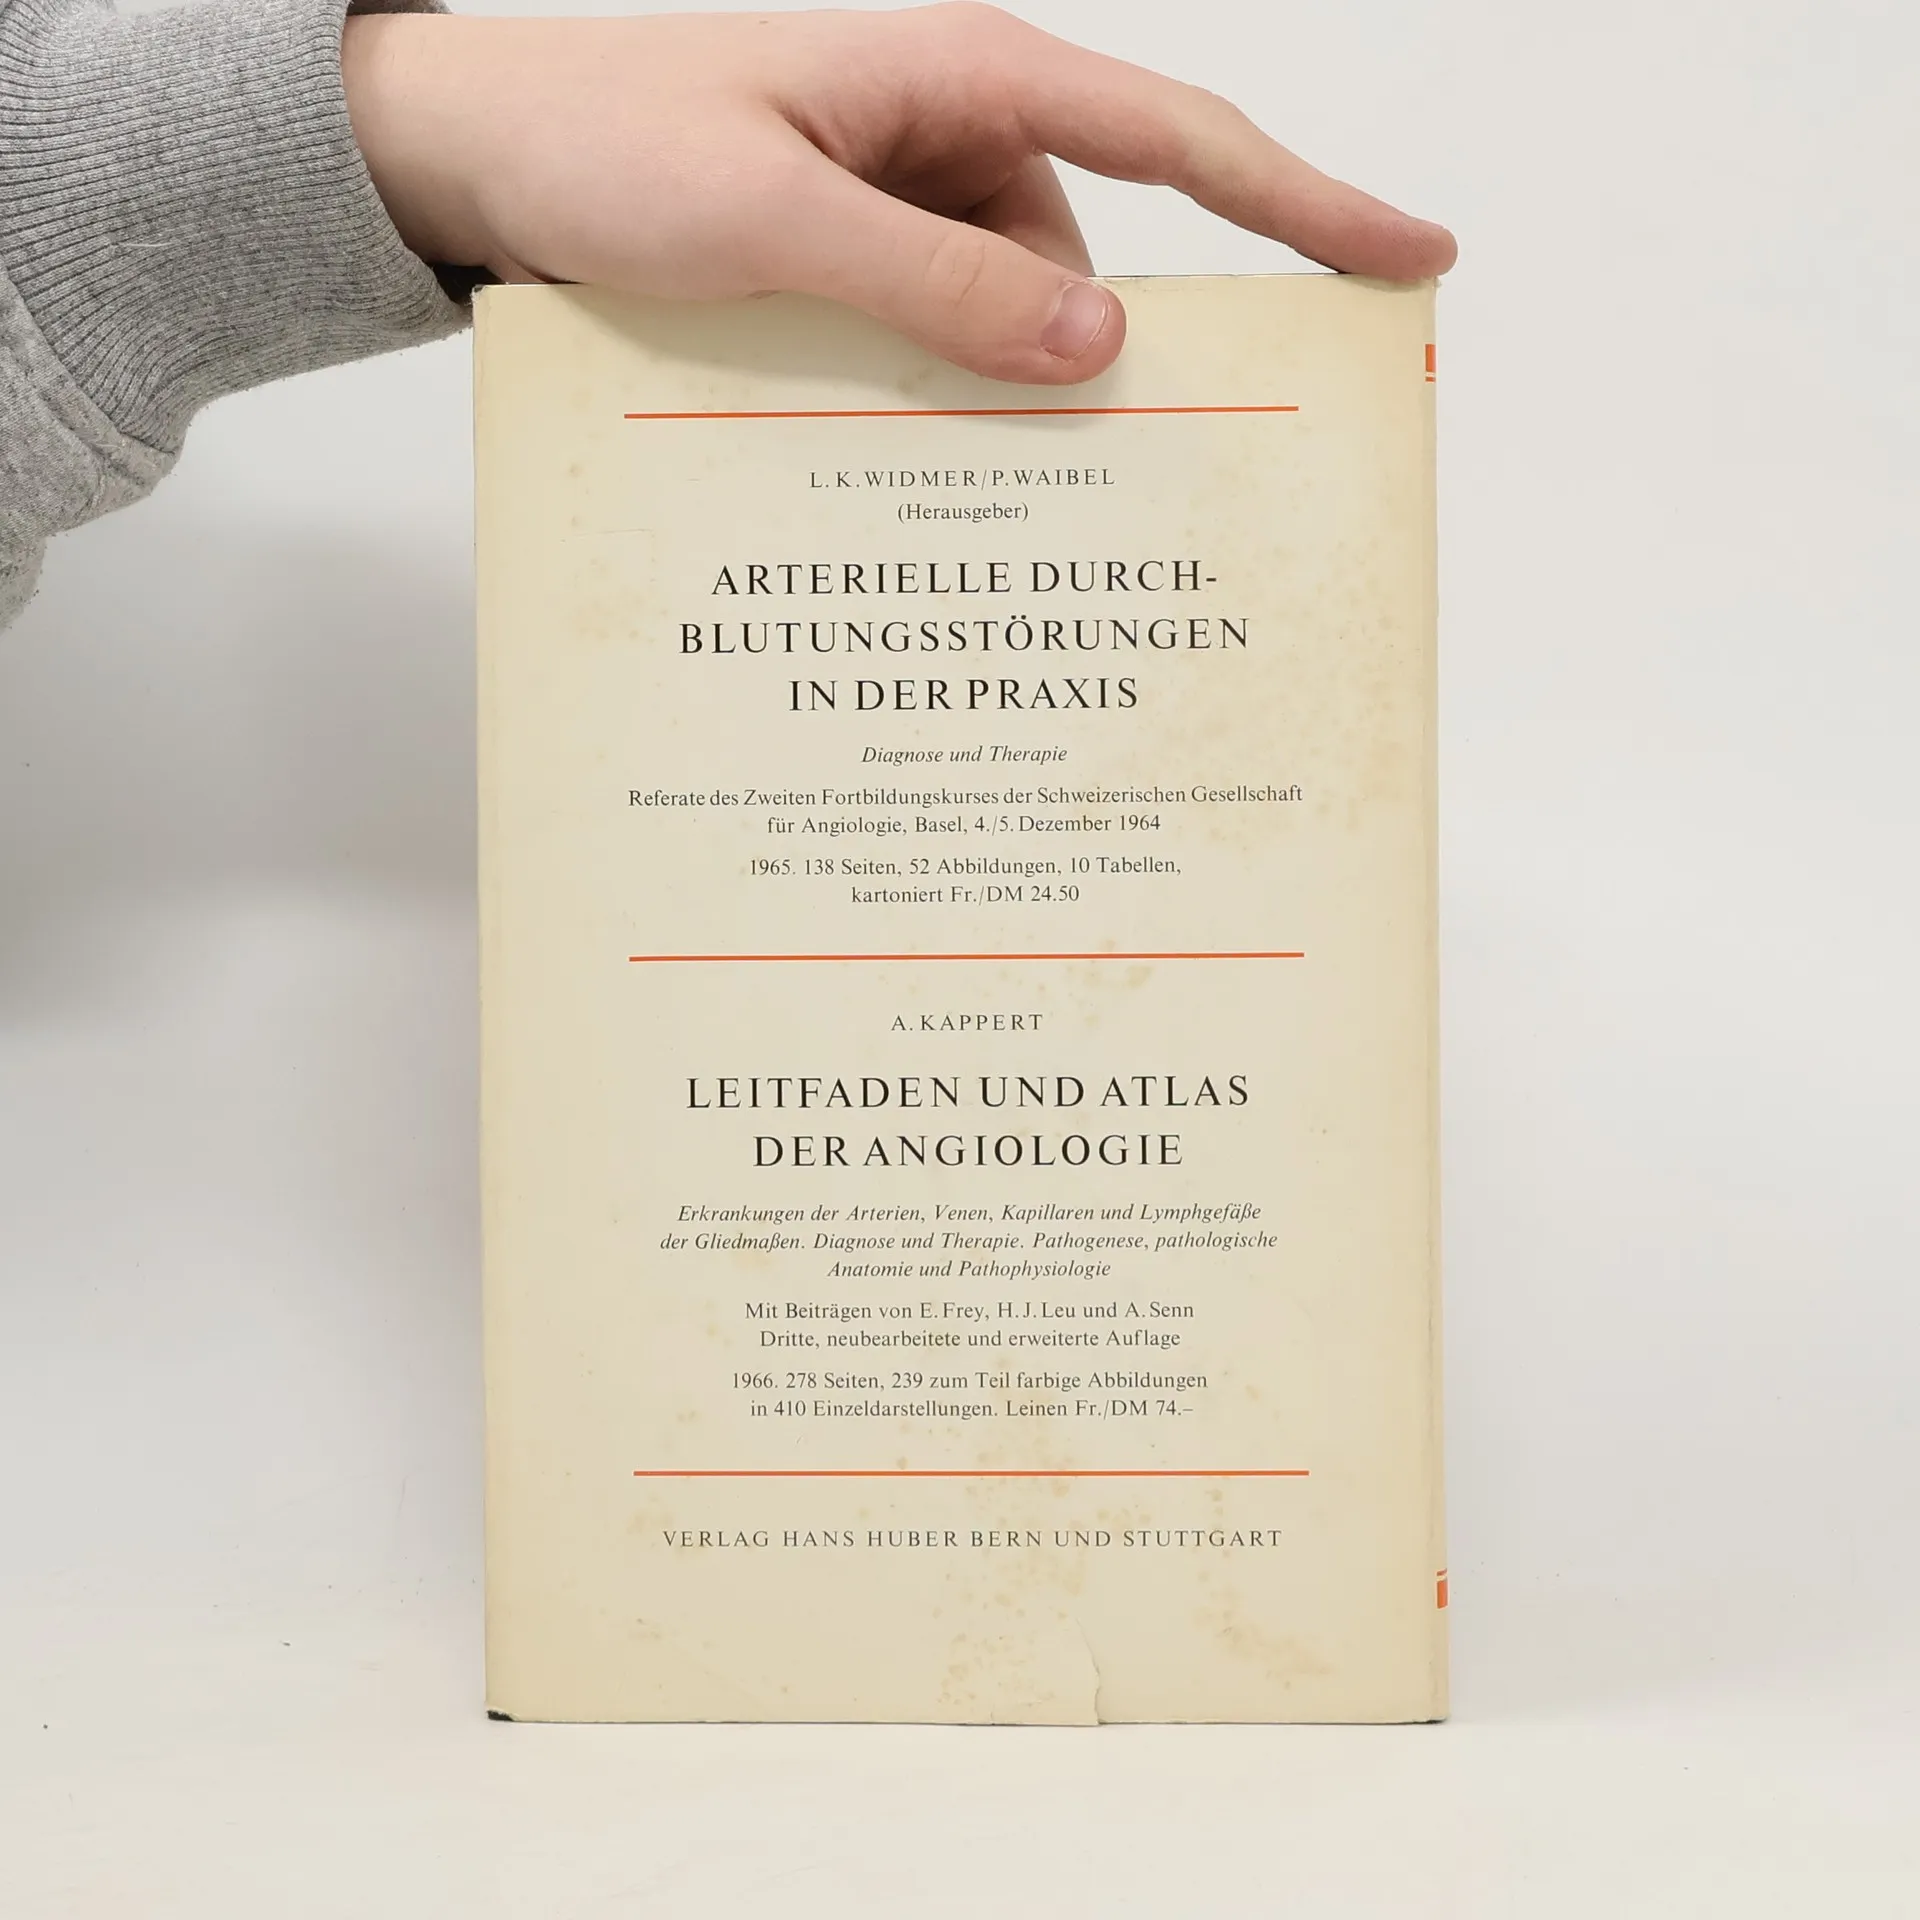 L. K. WIDMER/P. WAIBEL
(Herausgeber)
ARTERIELLE DURCH-
BLUTUNGSSTÖRUNGEN
IN DER PRAXIS
Diagnose und Therapie
Referate des Zweiten Fortbildungskurses der Schweizerischen Gesellschaft
für Angiologie, Basel, 4./5. Dezember 1964
1965. 138 Seiten, 52 Abbildungen, 10 Tabellen,
kartoniert Fr./DM 24.50
A. KAPPERT
LEITFADEN UND ATLAS
DER ANGIOLOGIE
Erkrankungen der Arterien, Venen, Kapillaren und Lymphgefäße
der Gliedmaßen. Diagnose und Therapie. Pathogenese, pathologische
Anatomie und Pathophysiologie
Mit Beiträgen von E. Frey, H. J. Leu und A. Senn
Dritte, neubearbeitete und erweiterte Auflage
1966. 278 Seiten, 239 zum Teil farbige Abbildungen
in 410 Einzeldarstellungen. Leinen Fr./DM 74.–
VERLAG HANS HUBER BERN UND STUTTGART